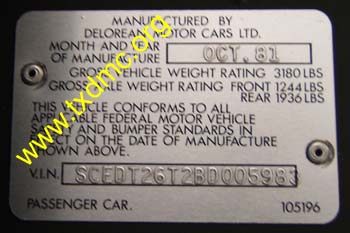 MANUFACTURED BY
DELOREAN MOTOR CARS LTD.
MONTH AND YEAR
OF MANUFACTURE OCT. 81
GROSS VEHICLE WEIGHT RATING 3180 LBS
GROSS VEHICLE WEIGHT RATING FRONT 1244 LBS
REAR 1936 LBS
THIS VEHICLE CONFORMS TO ALL
APPLICABLE FEDERAL MOTOR VEHICLE
SAFETY AND BUMPER STANDARDS IN
EFFECT ON THE DATE OF MANUFACTURE
SHOWN ABOVE.
V.I.N. SCEDT26T2BD005983
PASSENGER CAR. 105196
www.txdmc.org